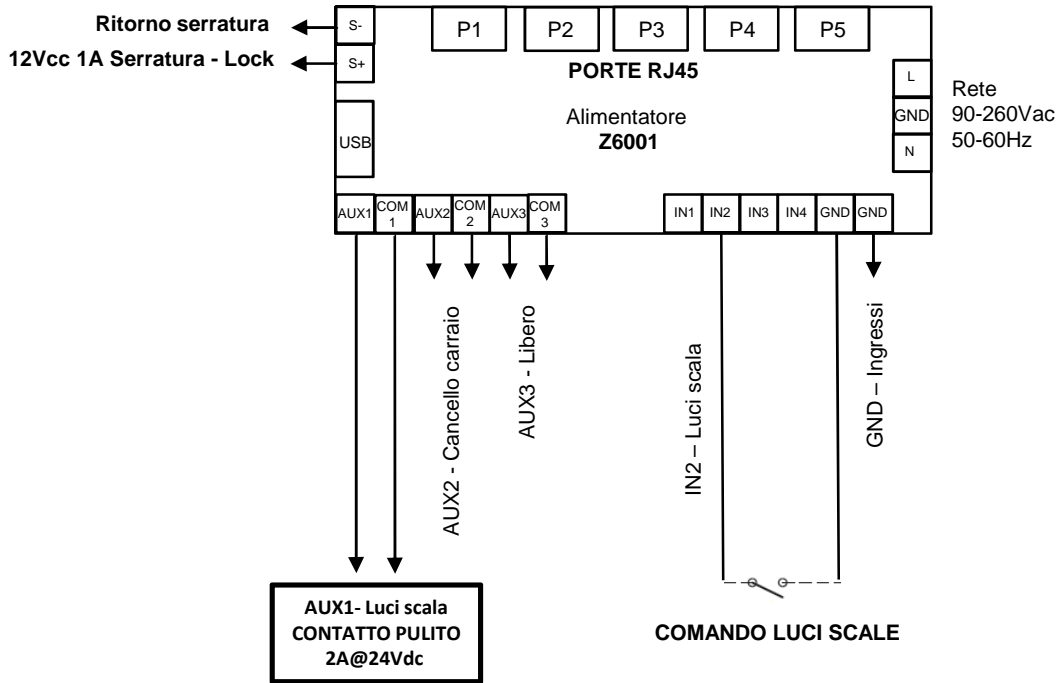 Ritorno serratura
S-
P1
P2
P3
P4
P5
12Vcc 1A Serratura - Lock
S+
PORTE RJ45
L
Rete
Alimentatore
GND
90-260Vac
USB
Z6001
N
50-60Hz
AUX1
COM
1
AUX2
COM
2
AUX3
COM
3
IN1
IN2
IN3
IN4
GND
GND
AUX2 - Cancello carraio
AUX3 - Libero
IN2 – Luci scala
GND – Ingressi
AUX1- Luci scala
CONTATTO PULITO
2A@24Vdc
COMANDO LUCI SCALE